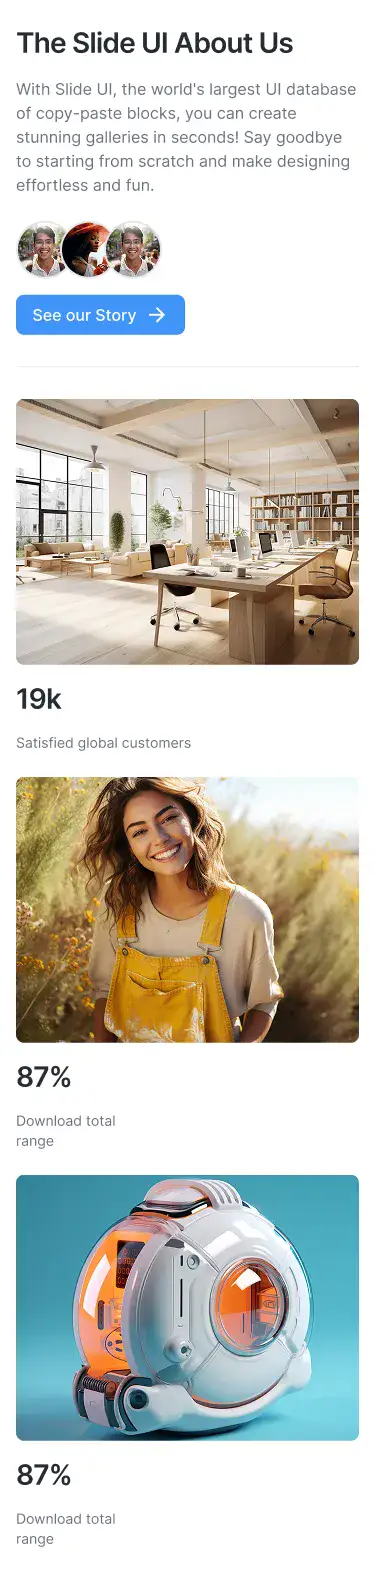 The Slide UI About Us
With Slide UI, the world's largest UI database
of copy-paste blocks, you can create
stunning galleries in seconds! Say goodbye
to starting from scratch and make designing
effortless and fun.
See our Story
19k
Satisfied global customers
87%
Download total
range
87%
Download total
range